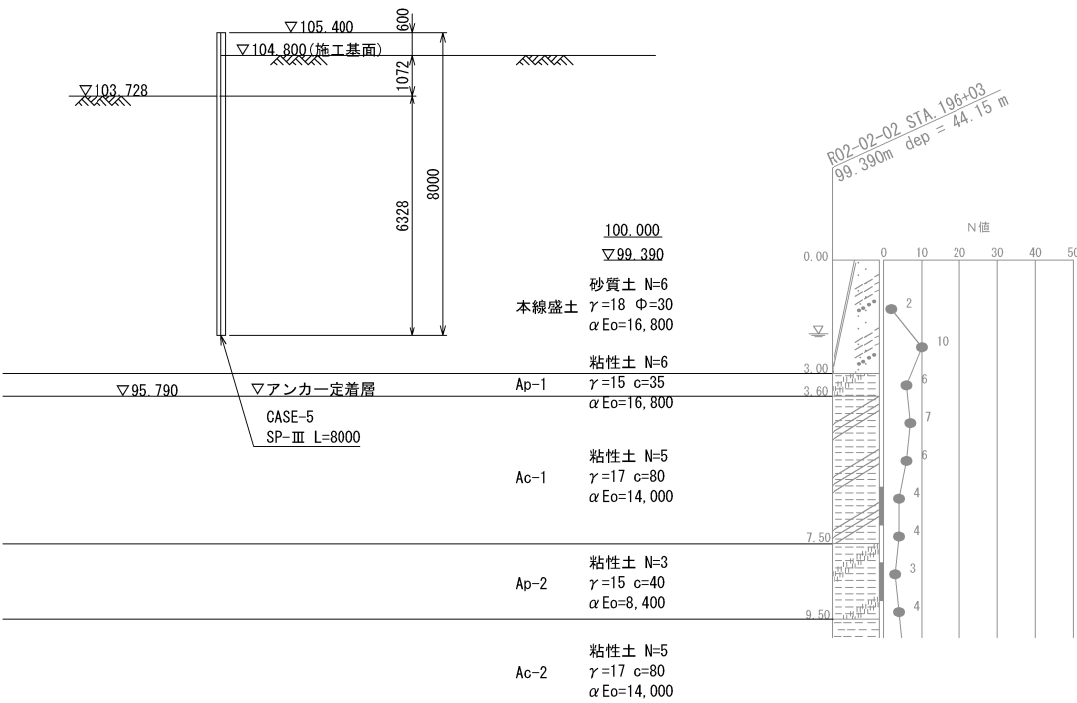 ▽105.400
600
▽104.800(施工基面)
1072
▽103.728
6328
8000
R02-02-02 STA.196+03
99.390m dep = 44.15 m
N値
0 10 20 30 40 50
0.00
100.000
▽99.390
本線盛土
砂質土 N=6
γ=18 Φ=30
αEo=16,800
2
10
3.00
Ap-1
粘性土 N=6
γ=15 c=35
αEo=16,800
6
3.60
▽95.790
▽アンカー定着層
CASE-5
SP-Ⅲ L=8000
7
6
Ac-1
粘性土 N=5
γ=17 c=80
αEo=14,000
4
4
7.50
Ap-2
粘性土 N=3
γ=15 c=40
αEo=8,400
3
4
9.50
Ac-2
粘性土 N=5
γ=17 c=80
αEo=14,000